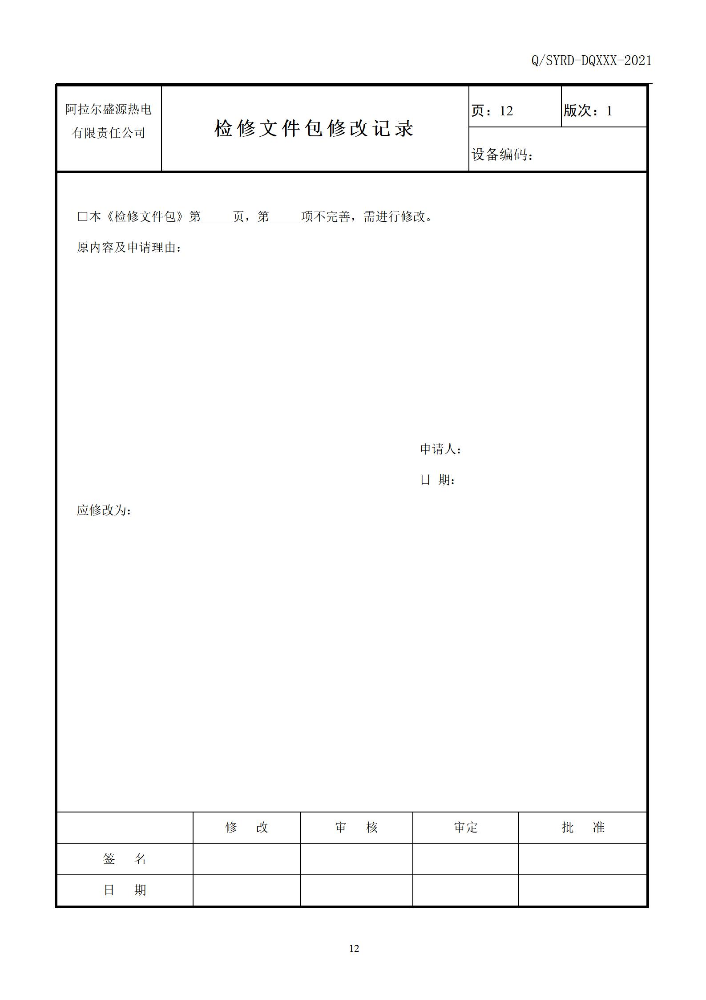 Q/SYRD-DQXXX-2021
阿拉尔盛源热电
有限责任公司
检修文件包修改记录
页：12
版次：1
设备编码：
□本《检修文件包》第_____页，第_____项不完善，需进行修改。
原内容及申请理由：
申请人：
日 期：
应修改为：
修 改 审 核 审定 批 准
签 名
日 期
12